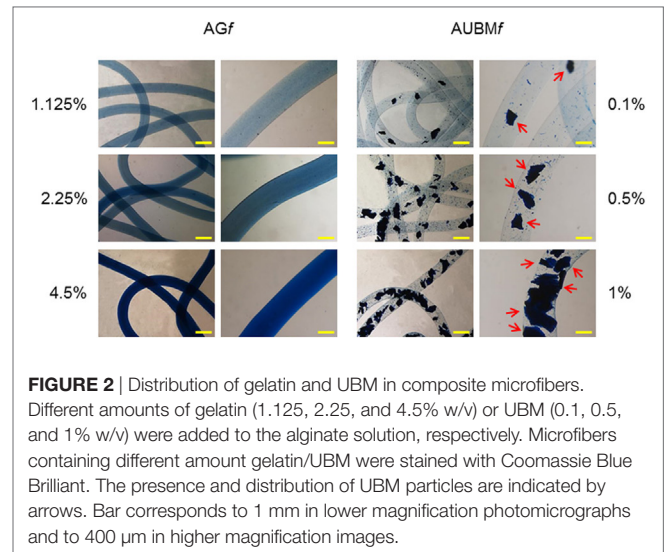 AGf AUBMf
1.125% 0.1%
2.25% 0.5%
4.5% 1%
FIGURE 2 | Distribution of gelatin and UBM in composite microfibers.
Different amounts of gelatin (1.125, 2.25, and 4.5% w/v) or UBM (0.1, 0.5,
and 1% w/v) were added to the alginate solution, respectively. Microfibers
containing different amount gelatin/UBM were stained with Coomassie Blue
Brilliant. The presence and distribution of UBM particles are indicated by
arrows. Bar corresponds to 1 mm in lower magnification photomicrographs
and to 400 μm in higher magnification images.